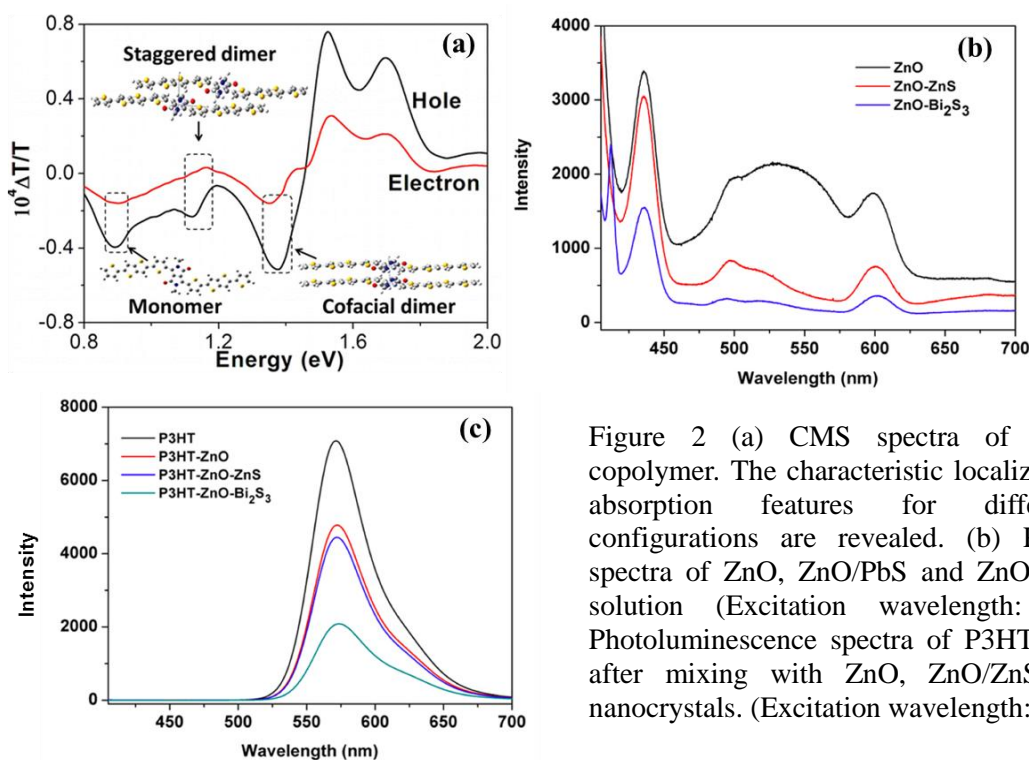 (a)
Staggered dimer
Hole
Electron
Monomer
Cofacial dimer
10⁴ΔT/T
0.8
0.4
0.0
-0.4
-0.8
0.8
1.2
1.6
2.0
Energy (eV)
(b)
ZnO
ZnO-ZnS
ZnO-Bi₂S₃
Intensity
4000
3000
2000
1000
0
450
500
550
600
650
700
Wavelength (nm)
(c)
P3HT
P3HT-ZnO
P3HT-ZnO-ZnS
P3HT-ZnO-Bi₂S₃
Intensity
8000
6000
4000
2000
0
450
500
550
600
650
700
Wavelength (nm)
Figure 2 (a) CMS spectra of
copolymer. The characteristic localiz
absorption features for diffe
configurations are revealed. (b)
spectra of ZnO, ZnO/PbS and ZnO
solution (Excitation wavelength:
Photoluminescence spectra of P3HT
after mixing with ZnO, ZnO/ZnS
nanocrystals. (Excitation wavelength: